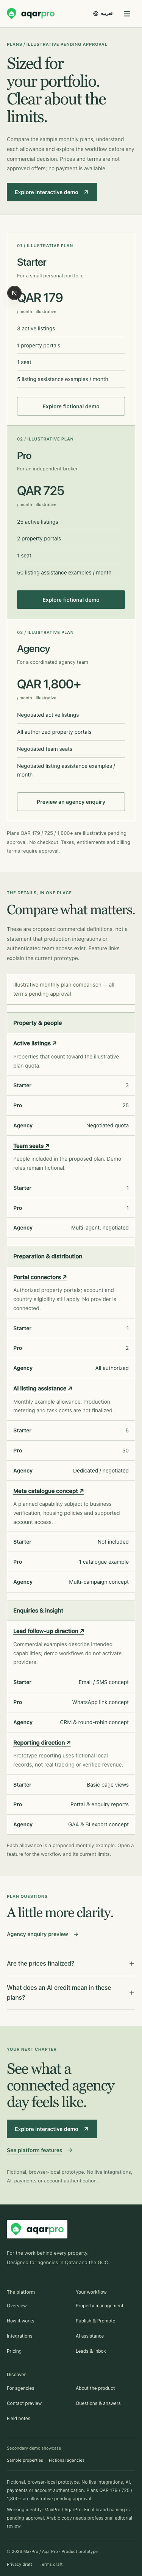 aqarpro
العربية
PLANS / ILLUSTRATIVE PENDING APPROVAL
Sized for
your portfolio.
Clear about the
limits.
Compare the sample monthly plans, understand
each allowance and explore the workflow before any
commercial decision. Prices and terms are not
approved offers; no payment is available.
Explore interactive demo
01 / ILLUSTRATIVE PLAN
Starter
For a small personal portfolio
QAR 179
/ month · illustrative
3 active listings
1 property portals
1 seat
5 listing assistance examples / month
Explore fictional demo
02 / ILLUSTRATIVE PLAN
Pro
For an independent broker
QAR 725
/ month · illustrative
25 active listings
2 property portals
1 seat
50 listing assistance examples / month
Explore fictional demo
03 / ILLUSTRATIVE PLAN
Agency
For a coordinated agency team
QAR 1,800+
/ month · illustrative
Negotiated active listings
All authorized property portals
Negotiated team seats
Negotiated listing assistance examples /
month
Preview an agency enquiry
Plans QAR 179 / 725 / 1,800+ are illustrative pending
approval. No checkout. Taxes, entitlements and billing
terms require approval.
THE DETAILS, IN ONE PLACE
Compare what matters.
These are proposed commercial definitions, not a
statement that production integrations or
authenticated team access exist. Feature links
explain the current prototype.
Illustrative monthly plan comparison — all
terms pending approval
Property & people
Active listings ↗
Properties that count toward the illustrative
plan quota.
Starter 3
Pro 25
Agency Negotiated quota
Team seats ↗
People included in the proposed plan. Demo
roles remain fictional.
Starter 1
Pro 1
Agency Multi-agent, negotiated
Preparation & distribution
Portal connectors ↗
Authorized property portals; account and
country eligibility still apply. No provider is
connected.
Starter 1
Pro 2
Agency All authorized
AI listing assistance ↗
Monthly example allowance. Production
metering and task costs are not finalized.
Starter 5
Pro 50
Agency Dedicated / negotiated
Meta catalogue concept ↗
A planned capability subject to business
verification, housing policies and supported
account access.
Starter Not included
Pro 1 catalogue example
Agency Multi-campaign concept
Enquiries & insight
Lead follow-up direction ↗
Commercial examples describe intended
capabilities; demo workflows do not activate
providers.
Starter Email / SMS concept
Pro WhatsApp link concept
Agency CRM & round-robin concept
Reporting direction ↗
Prototype reporting uses fictional local
records, not real tracking or verified revenue.
Starter Basic page views
Pro Portal & enquiry reports
Agency GA4 & BI export concept
Each allowance is a proposed monthly example. Open a
feature for the workflow and its current limits.
PLAN QUESTIONS
A little more clarity.
Agency enquiry preview →
Are the prices finalized? +
What does an AI credit mean in these
plans? +
YOUR NEXT CHAPTER
See what a
connected agency
day feels like.
Explore interactive demo
See platform features →
Fictional, browser-local prototype. No live integrations,
AI, payments or account authentication.
aqarpro
For the work behind every property.
Designed for agencies in Qatar and the GCC.
The platform
Overview
How it works
Integrations
Pricing
Your workflow
Property management
Publish & Promote
AI assistance
Leads & Inbox
Discover
For agencies
Contact preview
Field notes
About the product
Questions & answers
Secondary demo showcase
Sample properties Fictional agencies
Fictional, browser-local prototype. No live integrations, AI,
payments or account authentication. Plans QAR 179 / 725 /
1,800+ are illustrative pending approval.
Working identity: MaxPro / AqarPro. Final brand naming is
pending. Arabic copy needs professional editorial
review.
© 2026 MaxPro / AqarPro · Product prototype
Privacy draft Terms draft